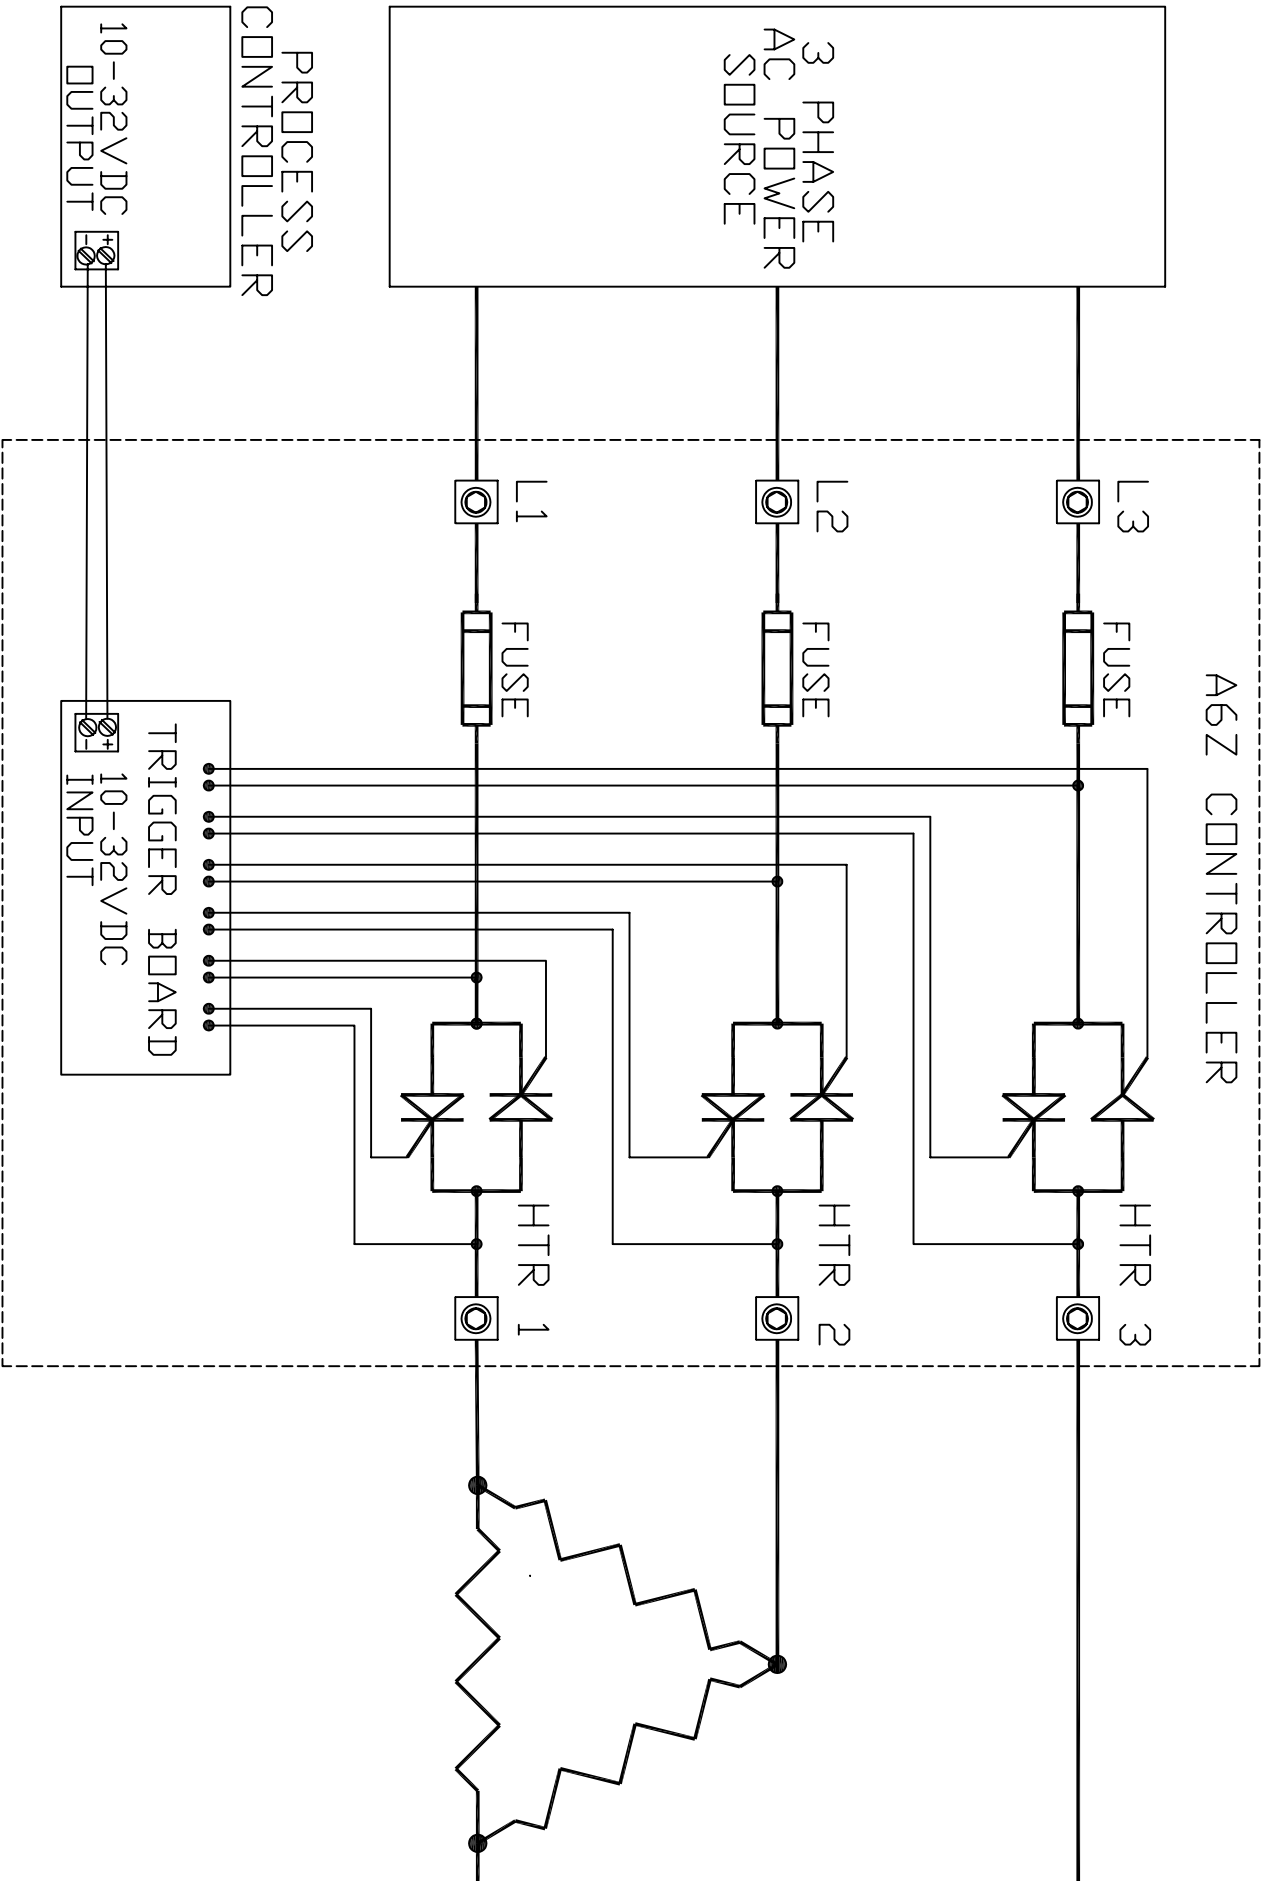 A6Z CONTROLLER
3 PHASE
AC POWER
SOURCE
L3
FUSE
HTR 3
L2
FUSE
HTR 2
L1
FUSE
HTR 1
PROCESS
CONTROLLER
10-32VDC
OUTPUT
+
-
TRIGGER BOARD
10-32VDC
INPUT
+
-